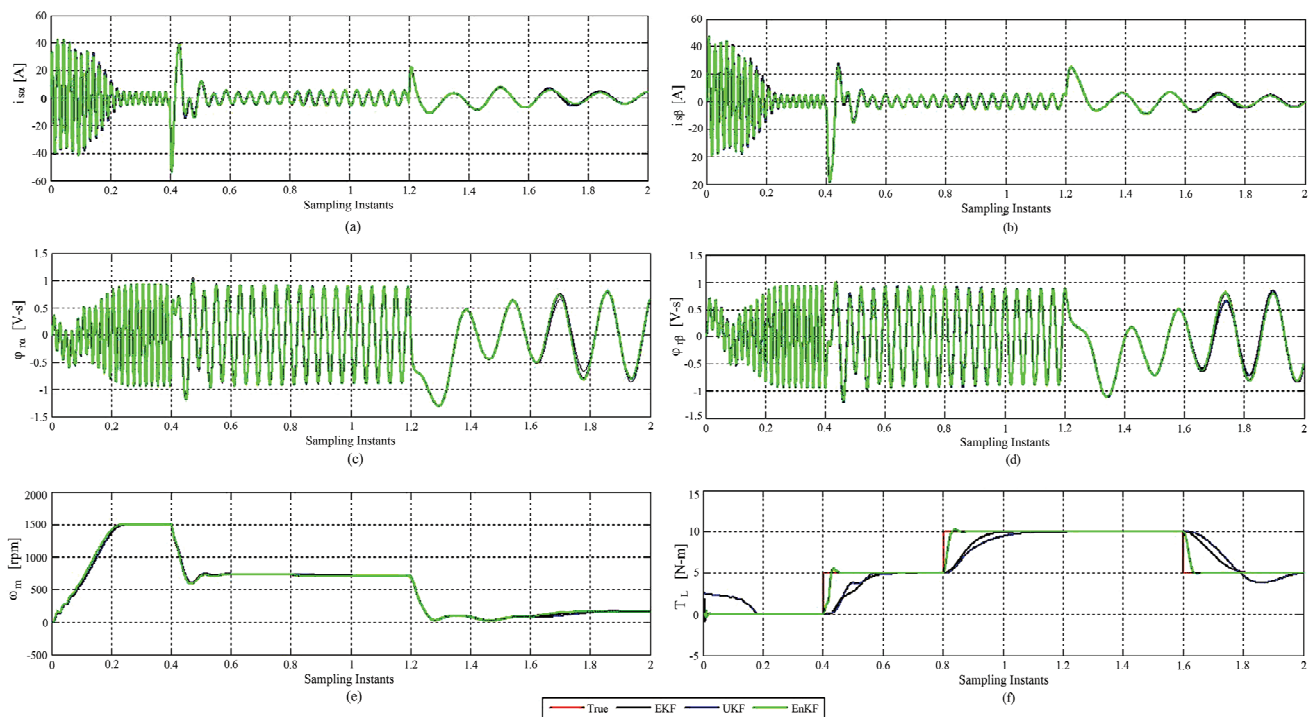 60
40
20
0
-20
-40
-60
i sα [A]
0 0.2 0.4 0.6 0.8 1 1.2 1.4 1.6 1.8 2
Sampling Instants
(a)
60
40
20
0
20
i sβ [A]
0 0.2 0.4 0.6 0.8 1 1.2 1.4 1.6 1.8 2
Sampling Instants
(b)
1.5
1
0.5
0
-0.5
-1
-1.5
φ rα [V-s]
0 0.2 0.4 0.6 0.8 1 1.2 1.4 1.6 1.8 2
Sampling Instants
(c)
1.5
1
0.5
0
-0.5
-1
-1.5
φ rβ [V-s]
0 0.2 0.4 0.6 0.8 1 1.2 1.4 1.6 1.8 2
Sampling Instants
(d)
2000
1500
1000
500
0
-500
ω m [rpm]
0 0.2 0.4 0.6 0.8 1 1.2 1.4 1.6 1.8 2
Sampling Instants
(e)
15
10
5
0
-5
T L [N-m]
0 0.2 0.4 0.6 0.8 1 1.2 1.4 1.6 1.8 2
Sampling Instants
(f)
True EKF UKF EnKF